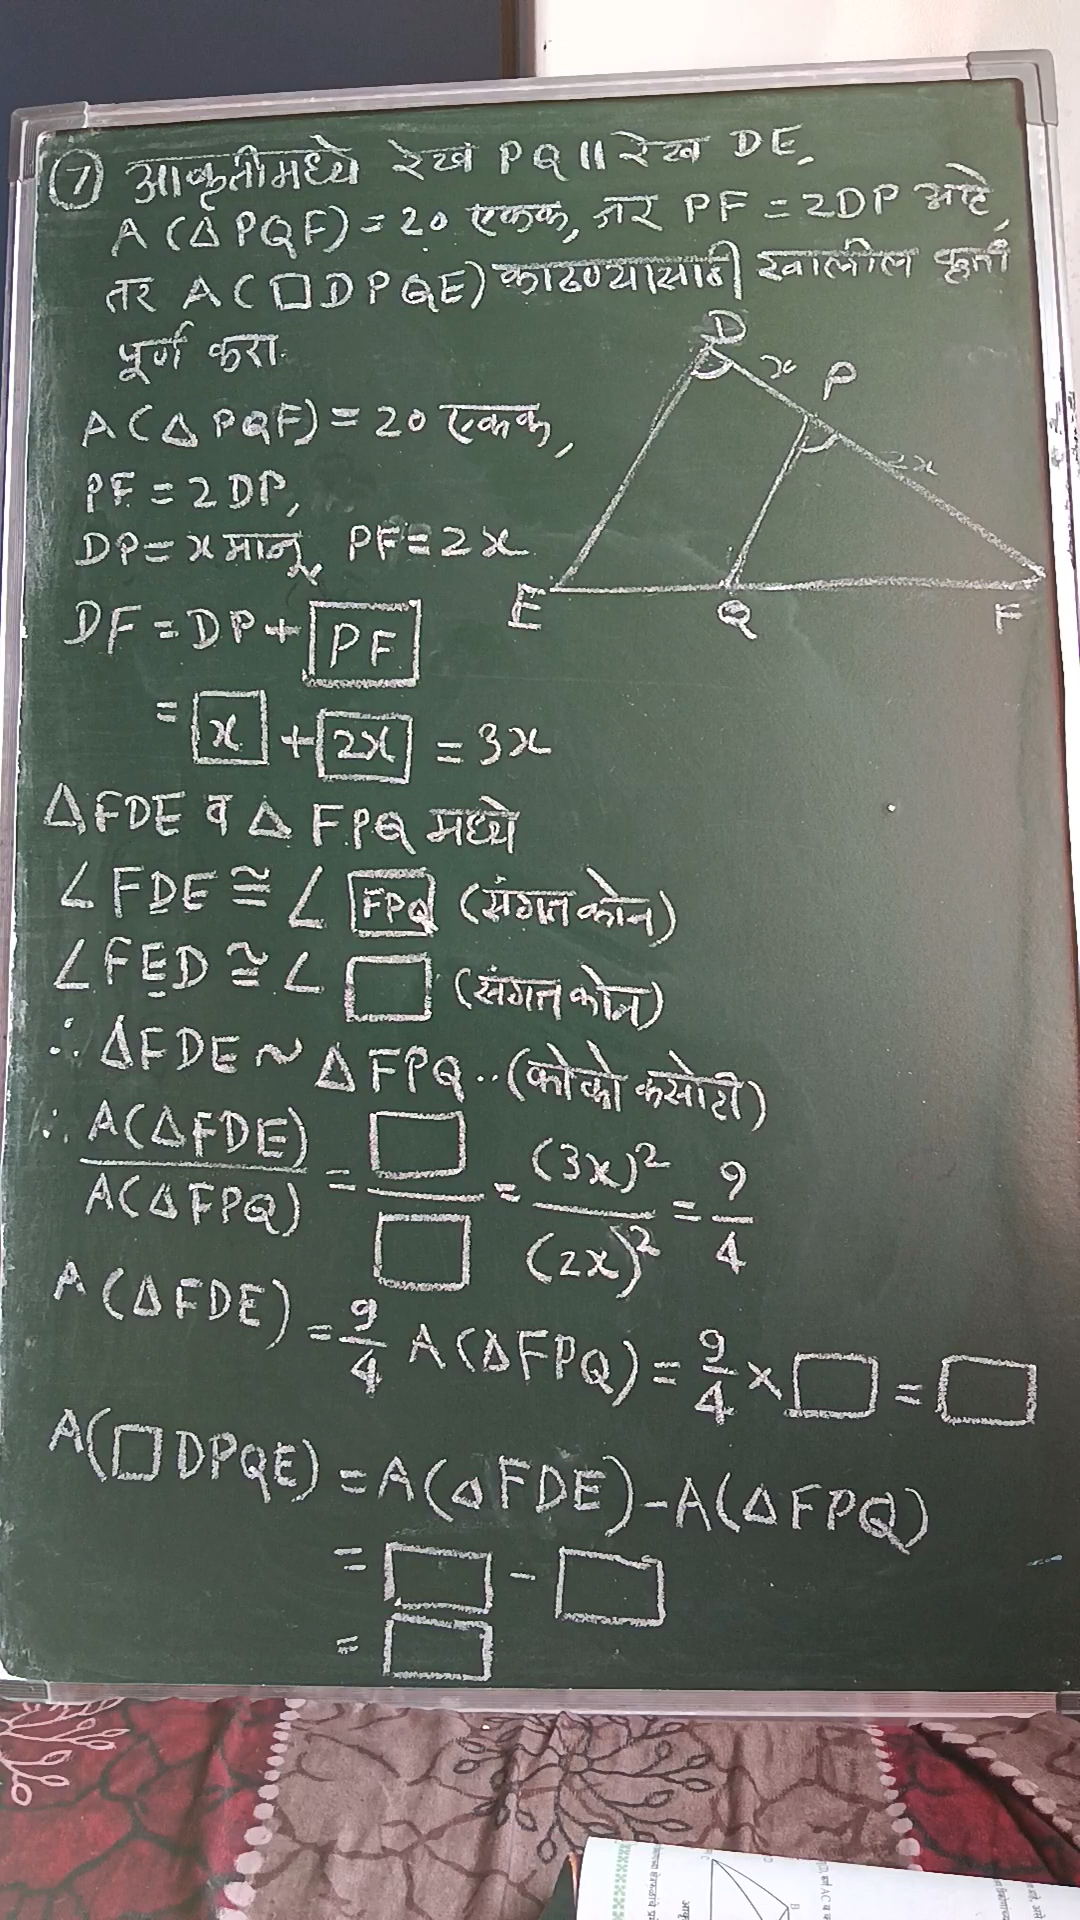 7 आकृतीमध्ये रेख PQ || रेख DE,
A(△PQF) = 20 एकक, जर PF = 2DP आहे,
तर A(□DPQE) काढण्यासाठी खालील कृती
पूर्ण करा.
D
x
P
2x
E
Q
F
A(△PQF) = 20 एकक,
PF = 2DP,
DP = x मानू, PF = 2x
DF = DP + PF
= x + 2x = 3x
△FDE व △FPQ मध्ये
∠FDE ≅ ∠ FPQ (संगत कोन)
∠FED ≅ ∠ □ (संगत कोन)
∴ △FDE ~ △FPQ .. (को को कसोटी)
∴ A(△FDE)/A(△FPQ) = □/□ = (3x)²/(2x)² = 9/4
A(△FDE) = 9/4 A(△FPQ) = 9/4 × □ = □
A(□DPQE) = A(△FDE) - A(△FPQ)
= □ - □
= □